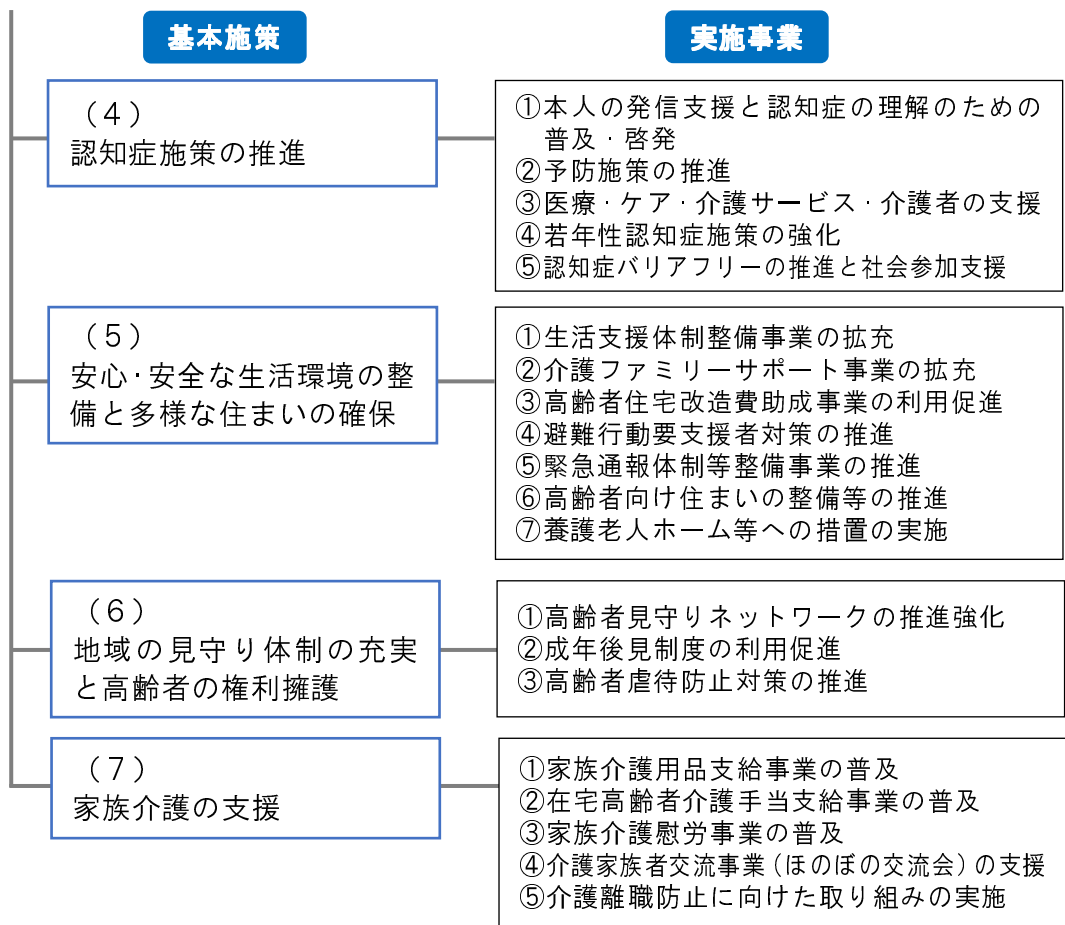 基本施策
実施事業
（４）
認知症施策の推進
①本人の発信支援と認知症の理解のための
普及・啓発
②予防施策の推進
③医療・ケア・介護サービス・介護者の支援
④若年性認知症施策の強化
⑤認知症バリアフリーの推進と社会参加支援
（５）
安心・安全な生活環境の整
備と多様な住まいの確保
①生活支援体制整備事業の拡充
②介護ファミリーサポート事業の拡充
③高齢者住宅改造費助成事業の利用促進
④避難行動要支援者対策の推進
⑤緊急通報体制等整備事業の推進
⑥高齢者向け住まいの整備等の推進
⑦養護老人ホーム等への措置の実施
（６）
地域の見守り体制の充実
と高齢者の権利擁護
①高齢者見守りネットワークの推進強化
②成年後見制度の利用促進
③高齢者虐待防止対策の推進
（７）
家族介護の支援
①家族介護用品支給事業の普及
②在宅高齢者介護手当支給事業の普及
③家族介護慰労事業の普及
④介護家族者交流事業（ほのぼの交流会）の支援
⑤介護離職防止に向けた取り組みの実施